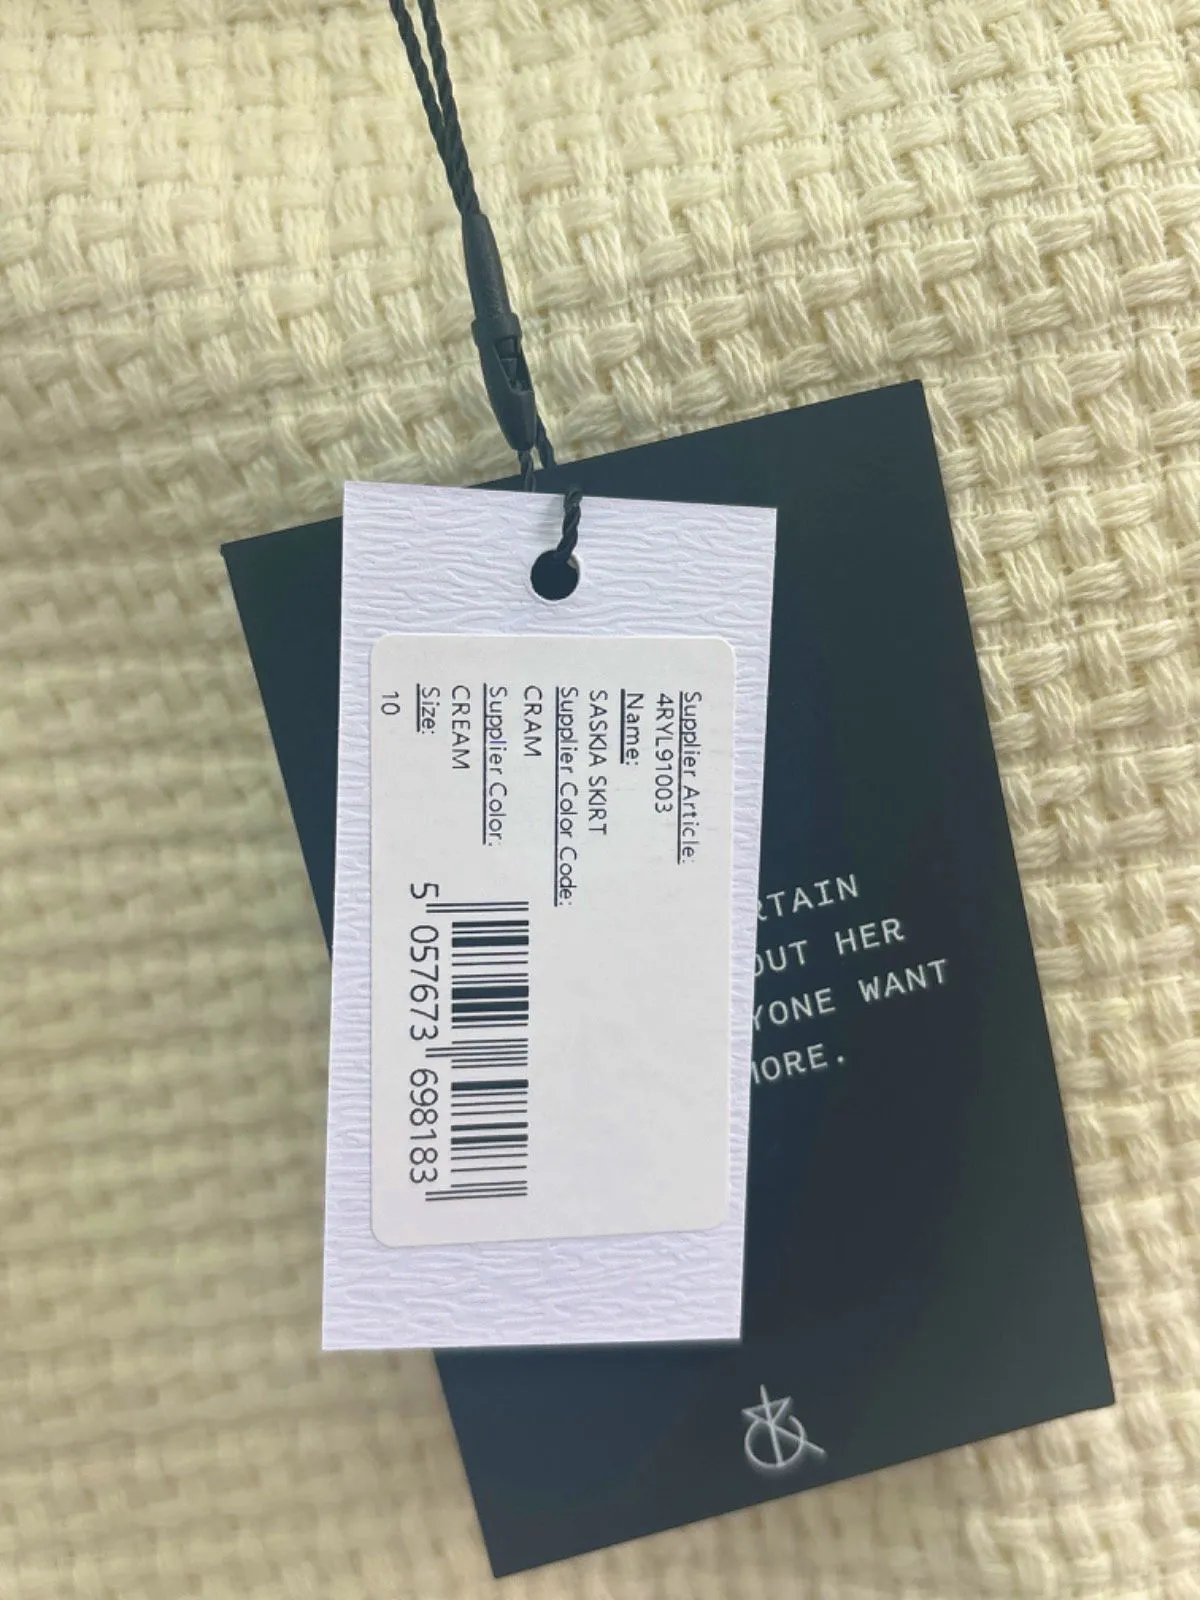 Supplier Article:
4RYL91003
Name:
SASKIA SKIRT
Supplier Color Code:
CRAM
Supplier Color:
CREAM
Size:
10
5 057673 698183
RTAIN
OUT HER
YONE WANT
MORE.